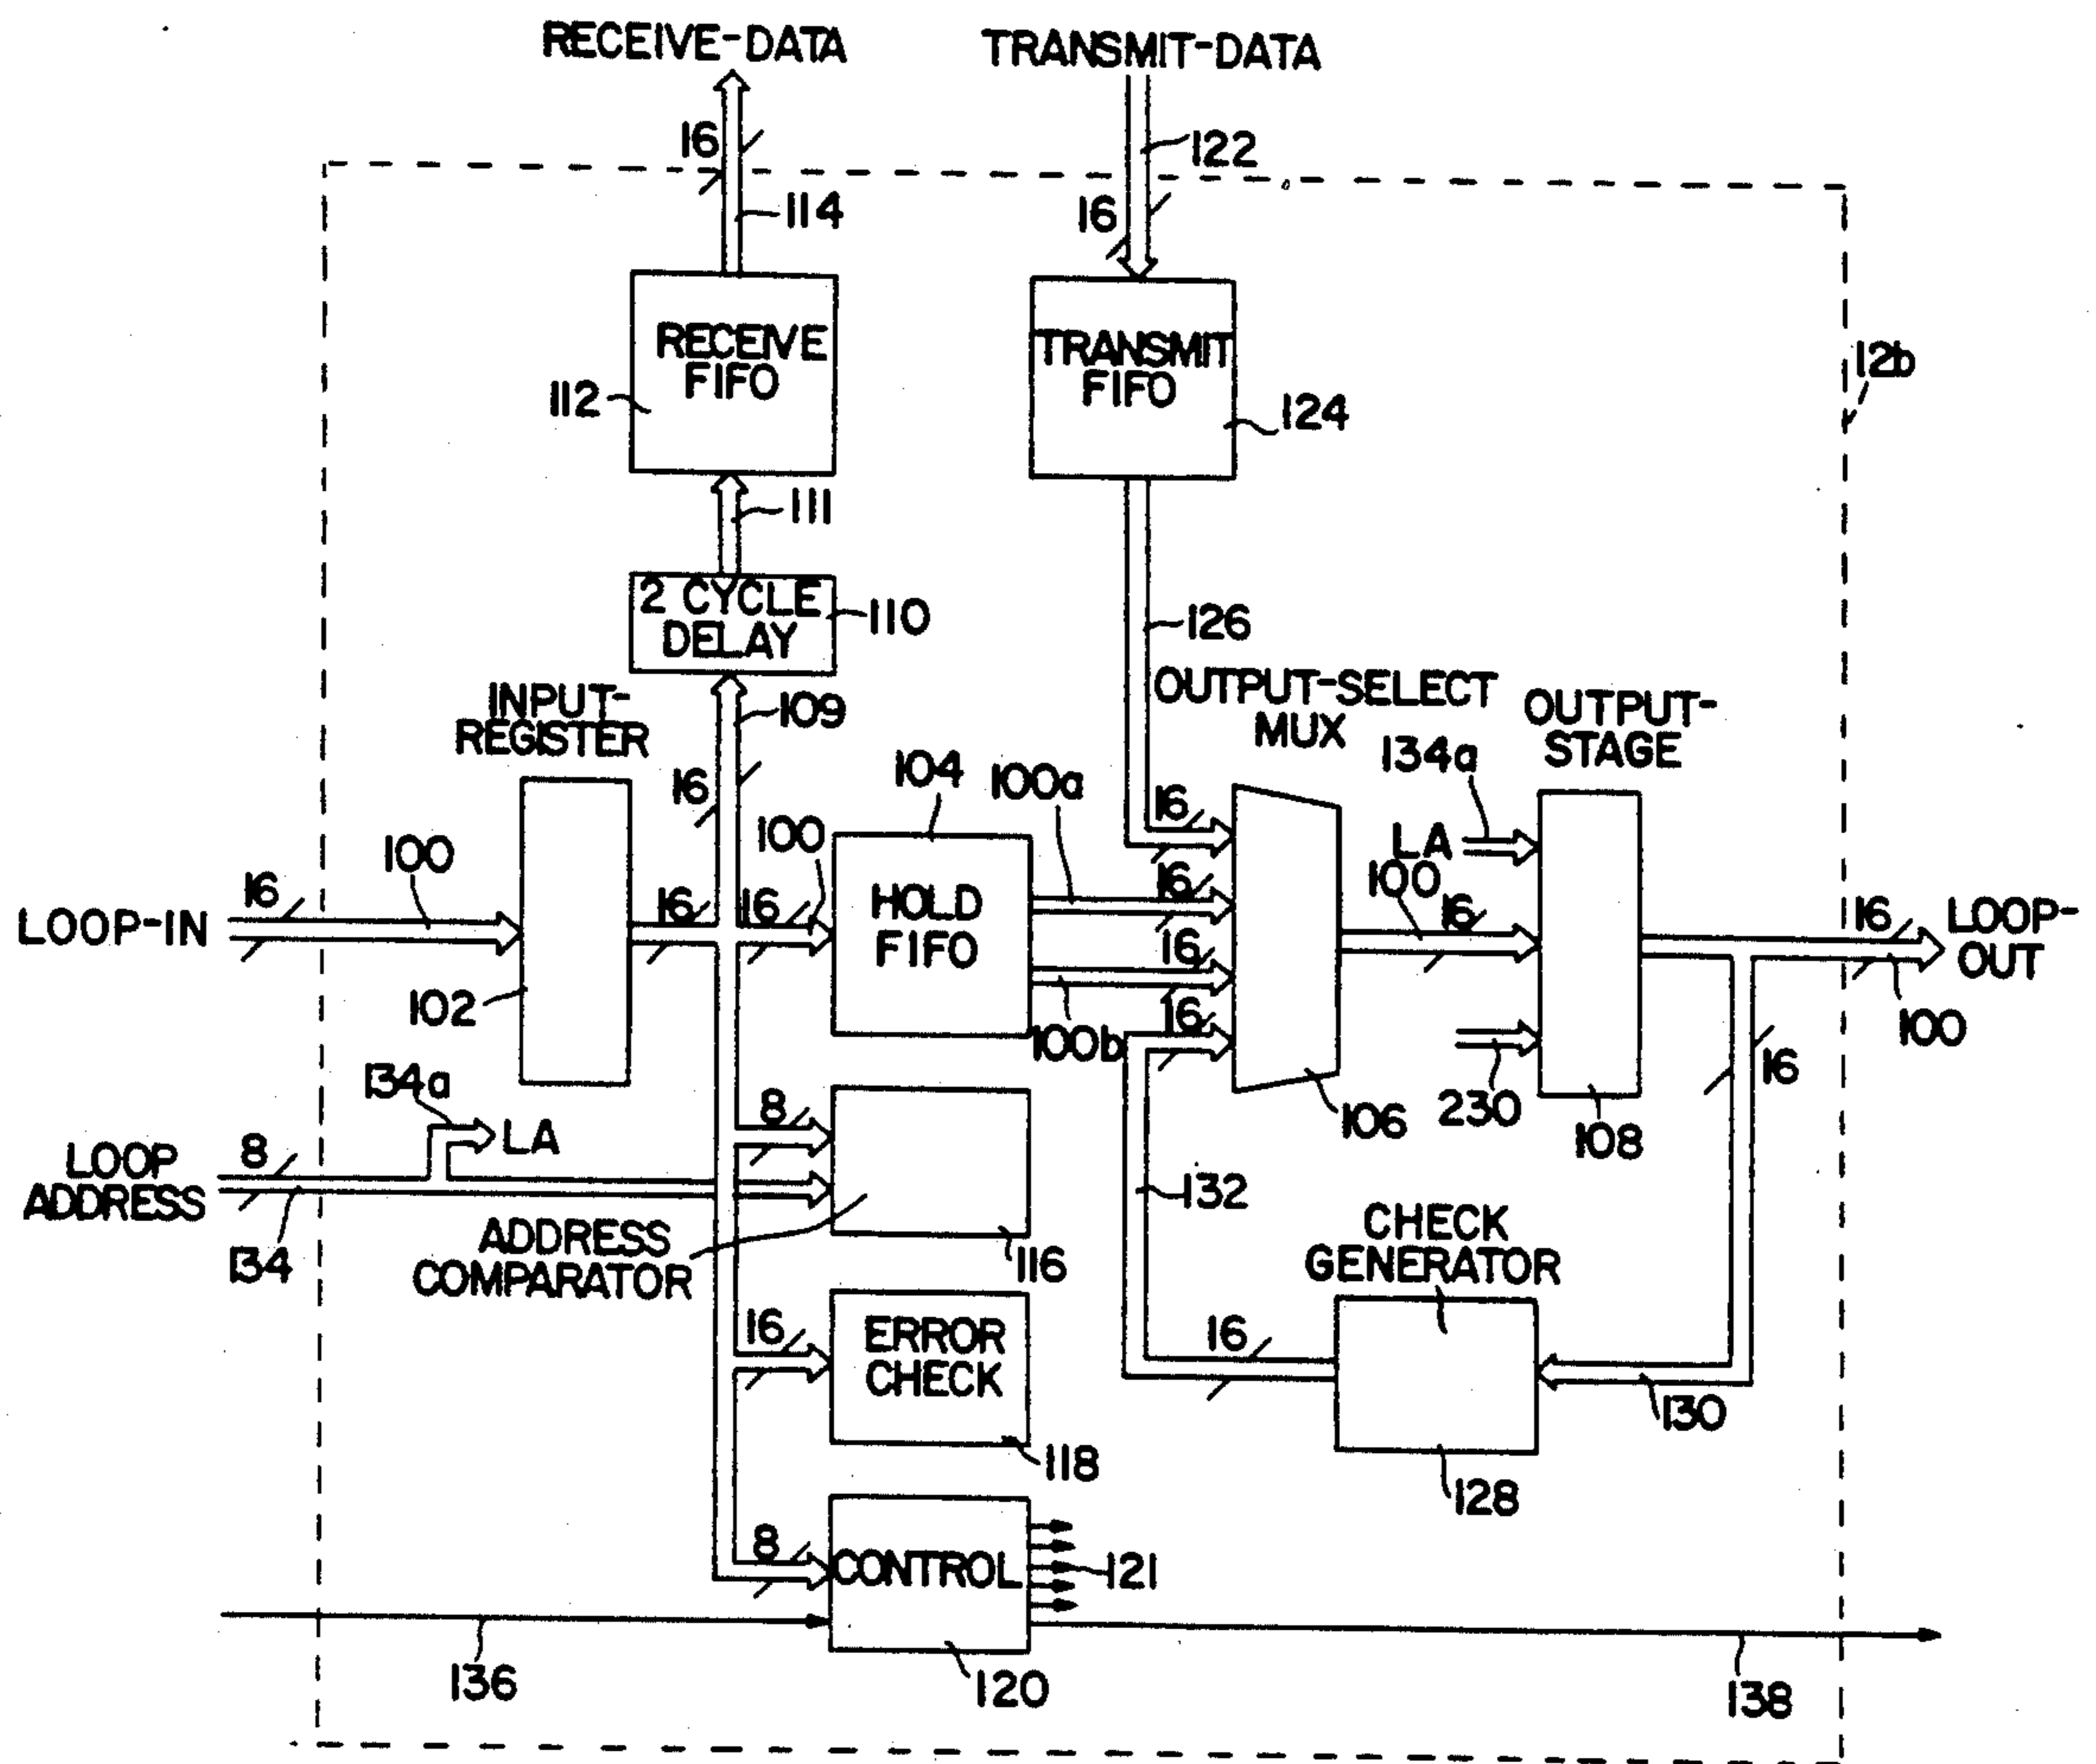 RECEIVE-DATA
TRANSMIT-DATA
16
122
114
16
RECEIVE
FIFO
TRANSMIT
FIFO
12b
112
124
111
2 CYCLE
DELAY
110
126
109
INPUT-
REGISTER
OUTPUT-SELECT
MUX
OUTPUT-
STAGE
134a
16
104
100a
16
LA
100
100
16
100
16
16
HOLD
FIFO
16
16
100
16
LOOP-IN
LOOP-
OUT
102
16
100b
100
16
134a
LA
8
106
230
108
8
LOOP
ADDRESS
134
ADDRESS
COMPARATOR
116
132
CHECK
GENERATOR
16
ERROR
CHECK
16
130
118
128
8
CONTROL
121
136
120
138